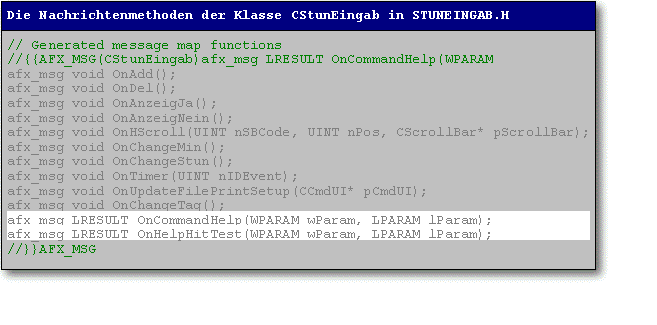 Die Nachrichtenmethoden der Klasse CStunEingab in STUNEINGAB.H
// Generated message map functions
//{{AFX_MSG(CStunEingab)afx_msg LRESULT OnCommandHelp(WPARAM
afx_msg void OnAdd();
afx_msg void OnDel();
afx_msg void OnAnzeigJa();
afx_msg void OnAnzeigNein();
afx_msg void OnHScroll(UINT nSBCode, UINT nPos, CScrollBar* pScrollBar);
afx_msg void OnChangeMin();
afx_msg void OnChangeStun();
afx_msg void OnTimer(UINT nIDEvent);
afx_msg void OnUpdateFilePrintSetup(CCmdUI* pCmdUI);
afx_msg void OnChangeTag();
afx_msg LRESULT OnCommandHelp(WPARAM wParam, LPARAM lParam);
afx_msg LRESULT OnHelpHitTest(WPARAM wParam, LPARAM lParam);
//}}AFX_MSG